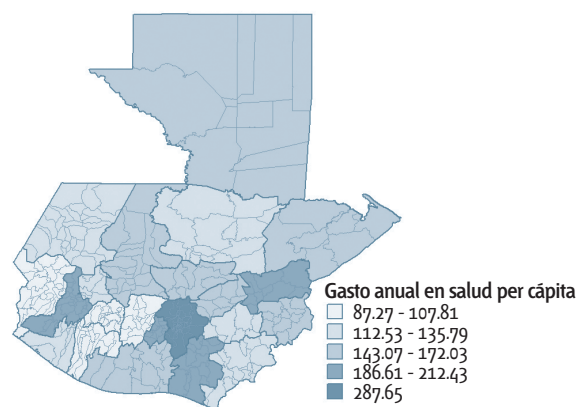 Gasto anual en salud per cápita
87.27 - 107.81
112.53 - 135.79
143.07 - 172.03
186.61 - 212.43
287.65